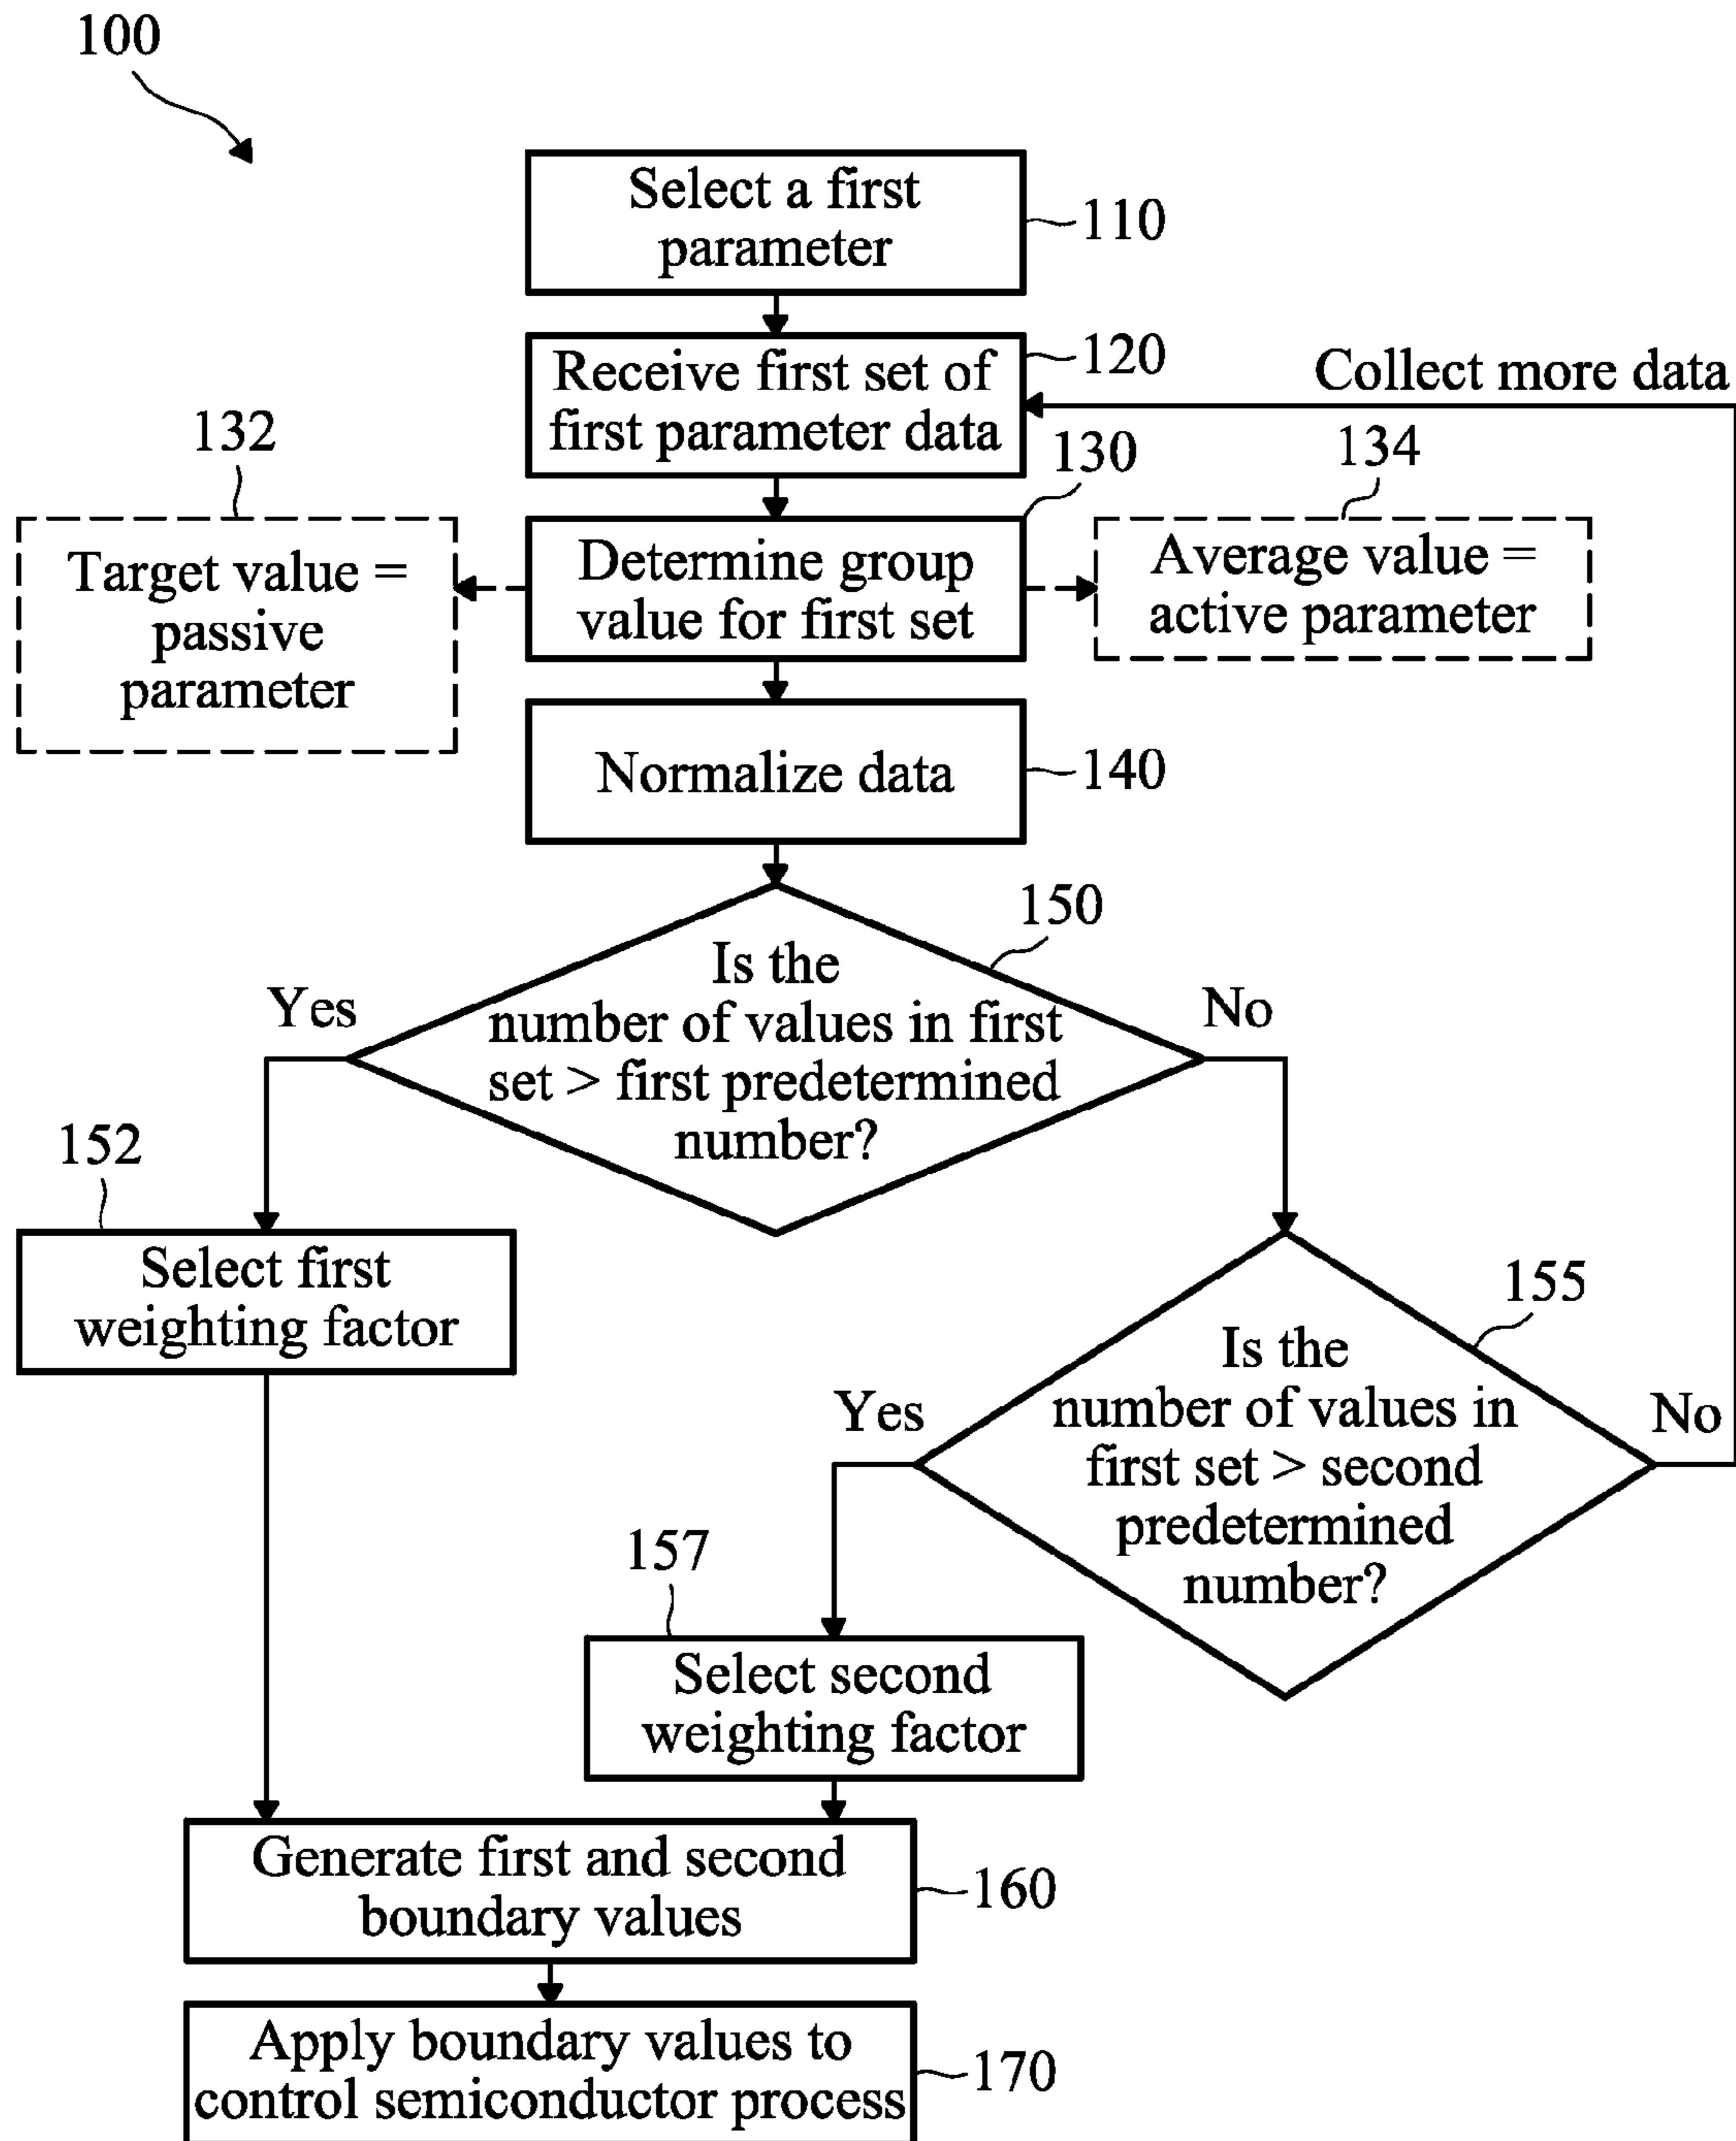 100
Select a first
parameter
110
Receive first set of
first parameter data
120
Collect more data
132
Target value =
passive
parameter
130
Determine group
value for first set
134
Average value =
active parameter
Normalize data
140
150
Is the
number of values in first
set > first predetermined
number?
Yes
No
152
Select first
weighting factor
155
Is the
number of values in
first set > second
predetermined
number?
Yes
No
157
Select second
weighting factor
Generate first and second
boundary values
160
Apply boundary values to
control semiconductor process
170